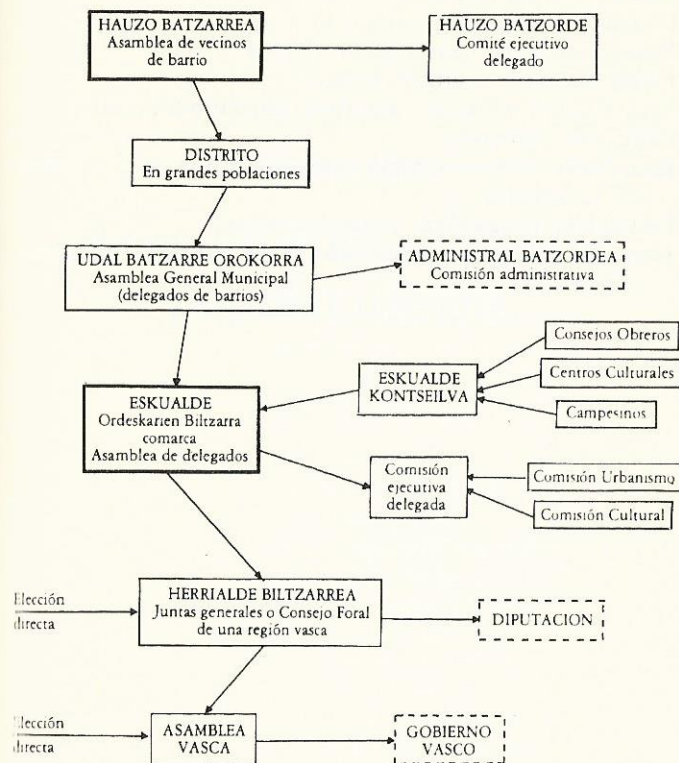 HAUZO BATZARREA
Asamblea de vecinos
de barrio
HAUZO BATZORDE
Comité ejecutivo
delegado
DISTRITO
En grandes poblaciones
UDAL BATZARRE OROKORRA
Asamblea General Municipal
(delegados de barrios)
ADMINISTRAL BATZORDEA
Comisión administrativa
Consejos Obreros
ESKUALDE
KONTSEILVA
Centros Culturales
Campesinos
ESKUALDE
Ordeskarien Biltzarra
comarca
Asamblea de delegados
Comisión
ejecutiva
delegada
Comisión Urbanismo
Comisión Cultural
Elección
directa
HERRIALDE BILTZARREA
Juntas generales o Consejo Foral
de una región vasca
DIPUTACION
Elección
directa
ASAMBLEA
VASCA
GOBIERNO
VASCO